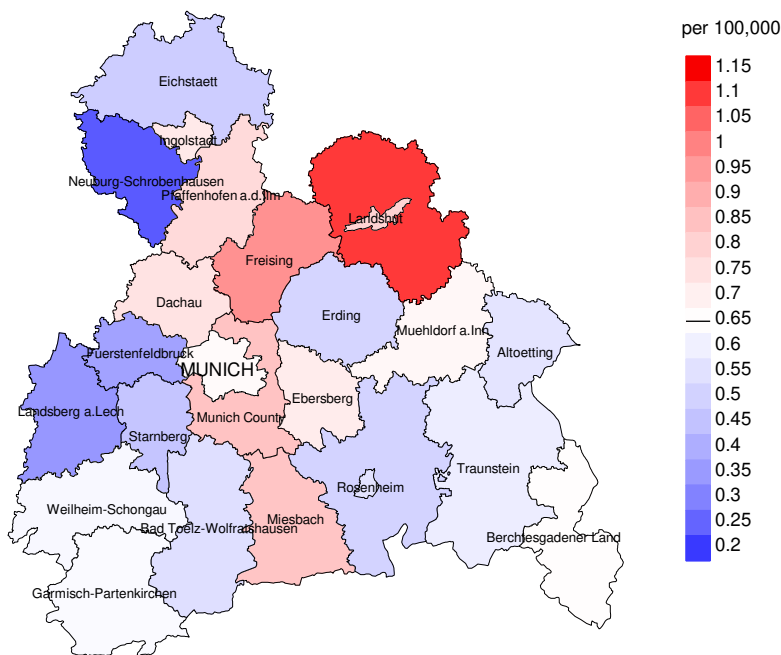 per 100,000
Eichstaett
Ingolstadt
Neuburg-Schrobenhausen
Pfaffenhofen a.d.Ilm
Landshut
Freising
Dachau
Erding
Muehldorf a.Inn
Altoetting
Fuerstenfeldbruck
MUNICH
Ebersberg
Landsberg a.Lech
Munich County
Starnberg
Traunstein
Rosenheim
Weilheim-Schongau
Bad Toelz-Wolfratshausen
Miesbach
Berchtesgadener Land
Garmisch-Partenkirchen
1.15
1.1
1.05
1
0.95
0.9
0.85
0.8
0.75
0.7
0.65
0.6
0.55
0.5
0.45
0.4
0.35
0.3
0.25
0.2